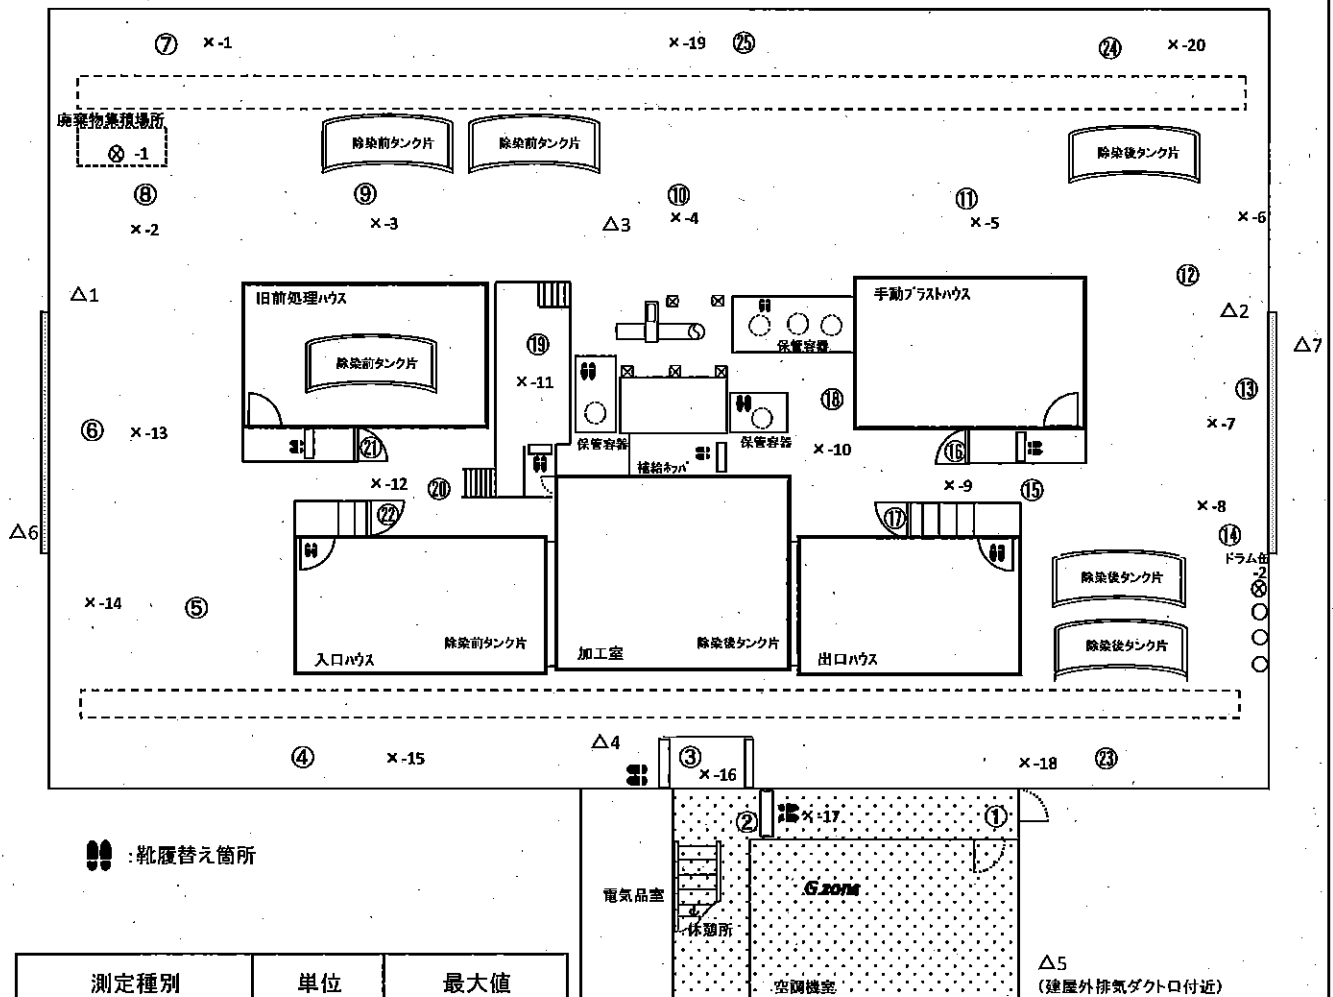 ⑦ ×-1 ×-19 ㉕ ㉔ ×-20
廃棄物集積場所
⊗ -1
除染前タンク片 除染前タンク片 除染後タンク片
⑧ ⑨ ⑩ ⑪
×-2 ×-3 △3 ×-4 ×-5 ×-6
⑫
△1 旧前処理ハウス 手動ブラストハウス
△2
⑲ 保管容器 △7
除染前タンク片
×-11 ⑬
⑱
⑥ ×-13 ×-7
㉑ 保管容器 保管容器 ×-10 ⑯
補給ホッパ
×-12 ⑳ ×-9 ⑮
㉒ ⑰ ×-8
△6 ⑭
ドラム缶
-2
除染後タンク片 ⊗
×-14 ⑤
除染前タンク片 除染後タンク片 除染後タンク片
入口ハウス 加工室 出口ハウス
④ ×-15 △4 ③ ×-16 ×-18 ㉓
② ×-17 ①
:靴履替え箇所
電気品室 G zone
休憩所
△5
測定種別 単位 最大値 空調機室 (建屋外排気ダクト口付近)